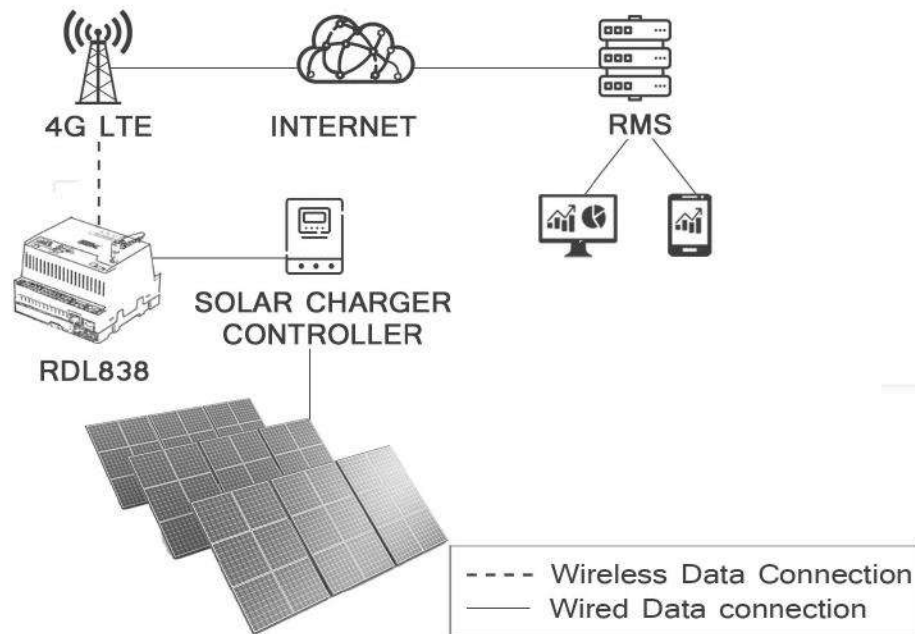 4G LTE
INTERNET
RMS
SOLAR CHARGER
CONTROLLER
RDL838
Wireless Data Connection
Wired Data connection